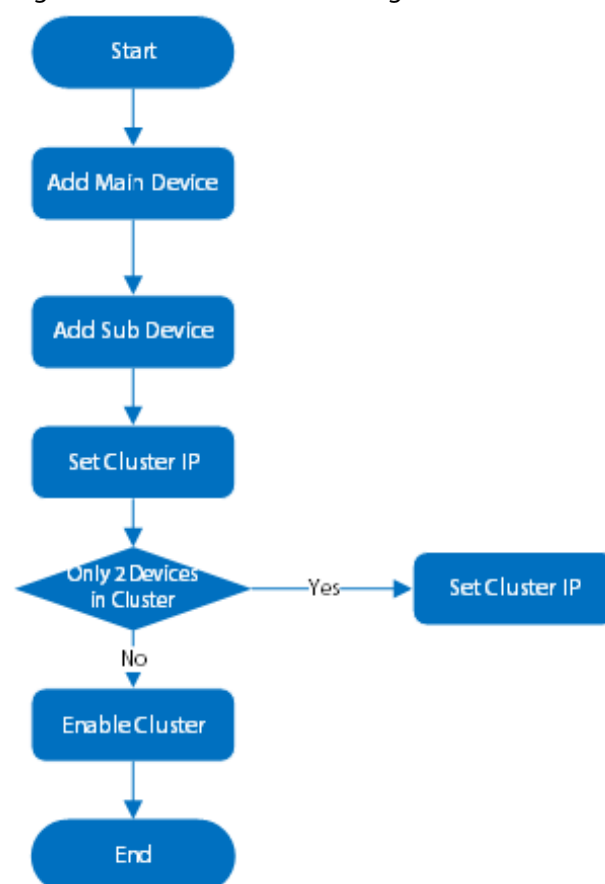 Start
Add Main Device
Add Sub Device
Set Cluster IP
Only 2 Devices
in Cluster
Yes
Set Cluster IP
No
Enable Cluster
End